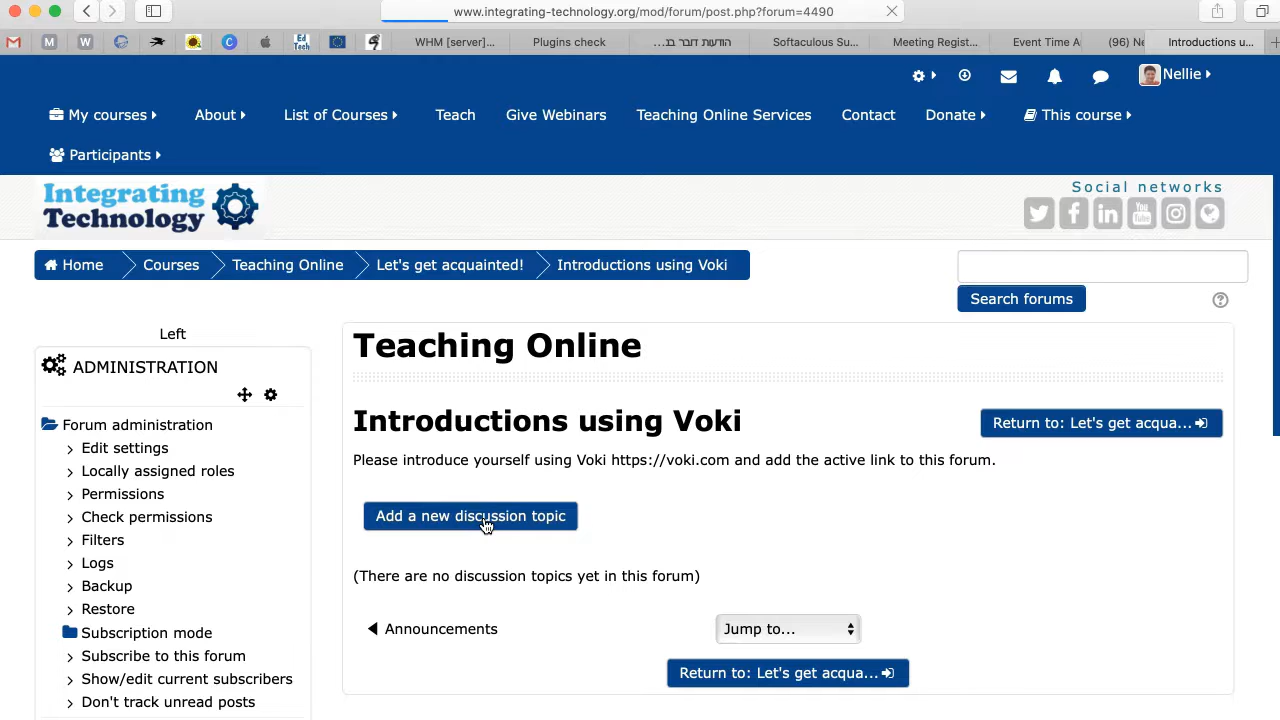 www.integrating-technology.org/mod/forum/post.php?forum=4490
M
W
C
Ed Tech
WHM [server]...
Plugins check
הודעות דובר בנ...
Softaculous Su...
Meeting Regist...
Event Time A
(96) Ne
Introductions u...
Nellie
My courses
About
List of Courses
Teach
Give Webinars
Teaching Online Services
Contact
Donate
This course
Participants
Integrating
Technology
Social networks
You Tube
Home
Courses
Teaching Online
Let's get acquainted!
Introductions using Voki
Search forums
Left
ADMINISTRATION
Forum administration
Edit settings
Locally assigned roles
Permissions
Check permissions
Filters
Logs
Backup
Restore
Subscription mode
Subscribe to this forum
Show/edit current subscribers
Don't track unread posts
Teaching Online
Introductions using Voki
Return to: Let's get acqua...
Please introduce yourself using Voki https://voki.com and add the active link to this forum.
Add a new discussion topic
(There are no discussion topics yet in this forum)
Announcements
Jump to...
Return to: Let's get acqua...